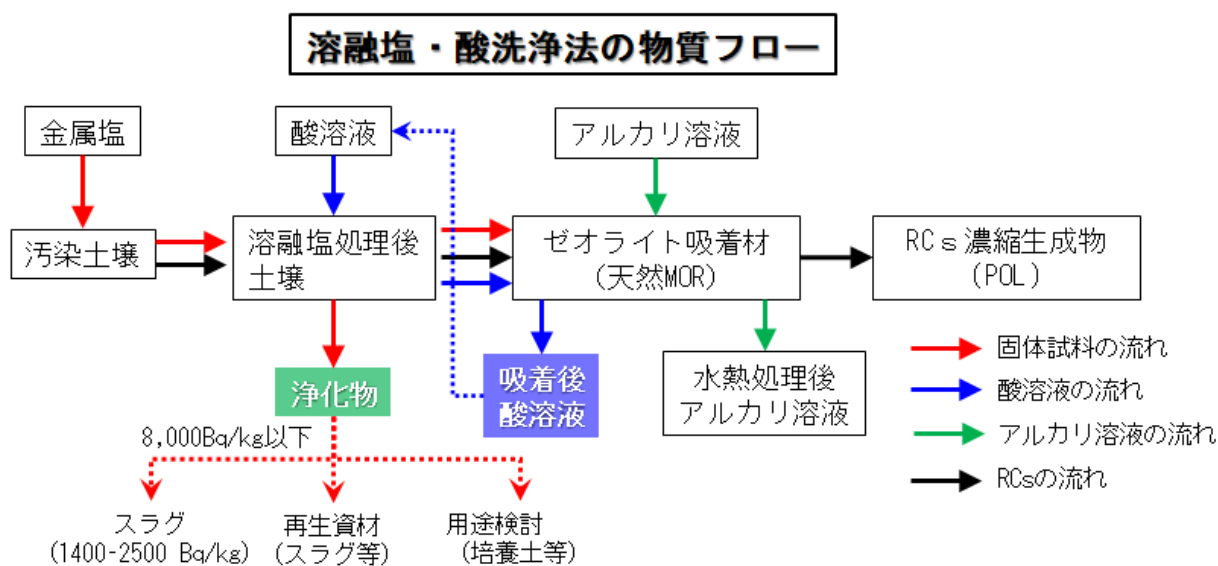 溶融塩・酸洗浄法の物質フロー
金属塩
酸溶液
アルカリ溶液
汚染土壌
溶融塩処理後
土壌
ゼオライト吸着材
(天然MOR)
RCs濃縮生成物
(POL)
浄化物
吸着後
酸溶液
水熱処理後
アルカリ溶液
固体試料の流れ
酸溶液の流れ
アルカリ溶液の流れ
RCsの流れ
8,000Bq/kg以下
スラグ
(1400-2500 Bq/kg)
再生資材
(スラグ等)
用途検討
(培養土等)